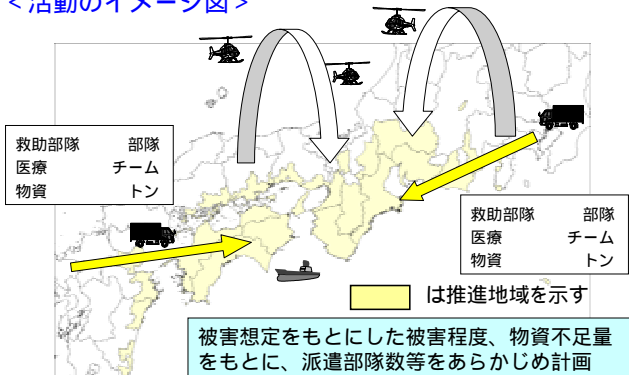 <活動のイメージ図>
救助部隊 部隊
医療 チーム
物資 トン
救助部隊 部隊
医療 チーム
物資 トン
は推進地域を示す
被害想定をもとにした被害程度、物資不足量
をもとに、派遣部隊数等をあらかじめ計画